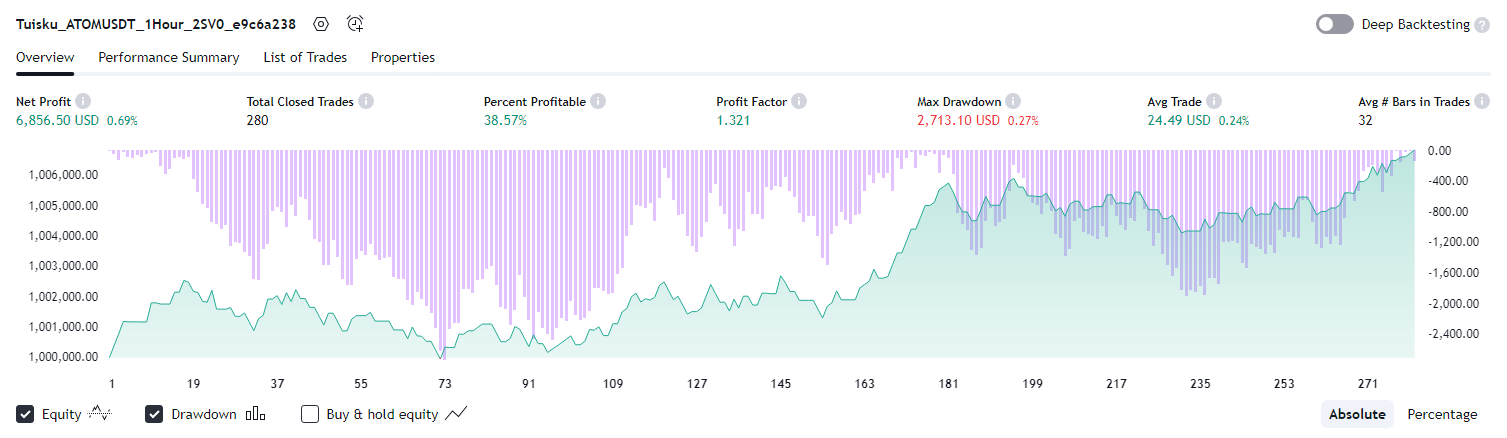 Tuisku_ATOMUSDT_1Hour_2SV0_e9c6a238 Deep Backtesting ?
Overview Performance Summary List of Trades Properties
Net Profit i Total Closed Trades i Percent Profitable i Profit Factor i Max Drawdown i Avg Trade i Avg # Bars in Trades i
6,856.50 USD 0.69% 280 38.57% 1.321 2,713.10 USD 0.27% 24.49 USD 0.24% 32
0.00
1,006,000.00 -400.00
1,005,000.00 -800.00
1,004,000.00 -1,200.00
1,003,000.00 -1,600.00
1,002,000.00 -2,000.00
1,001,000.00 -2,400.00
1,000,000.00
1 19 37 55 73 91 109 127 145 163 181 199 217 235 253 271
Equity Drawdown Buy & hold equity Absolute Percentage